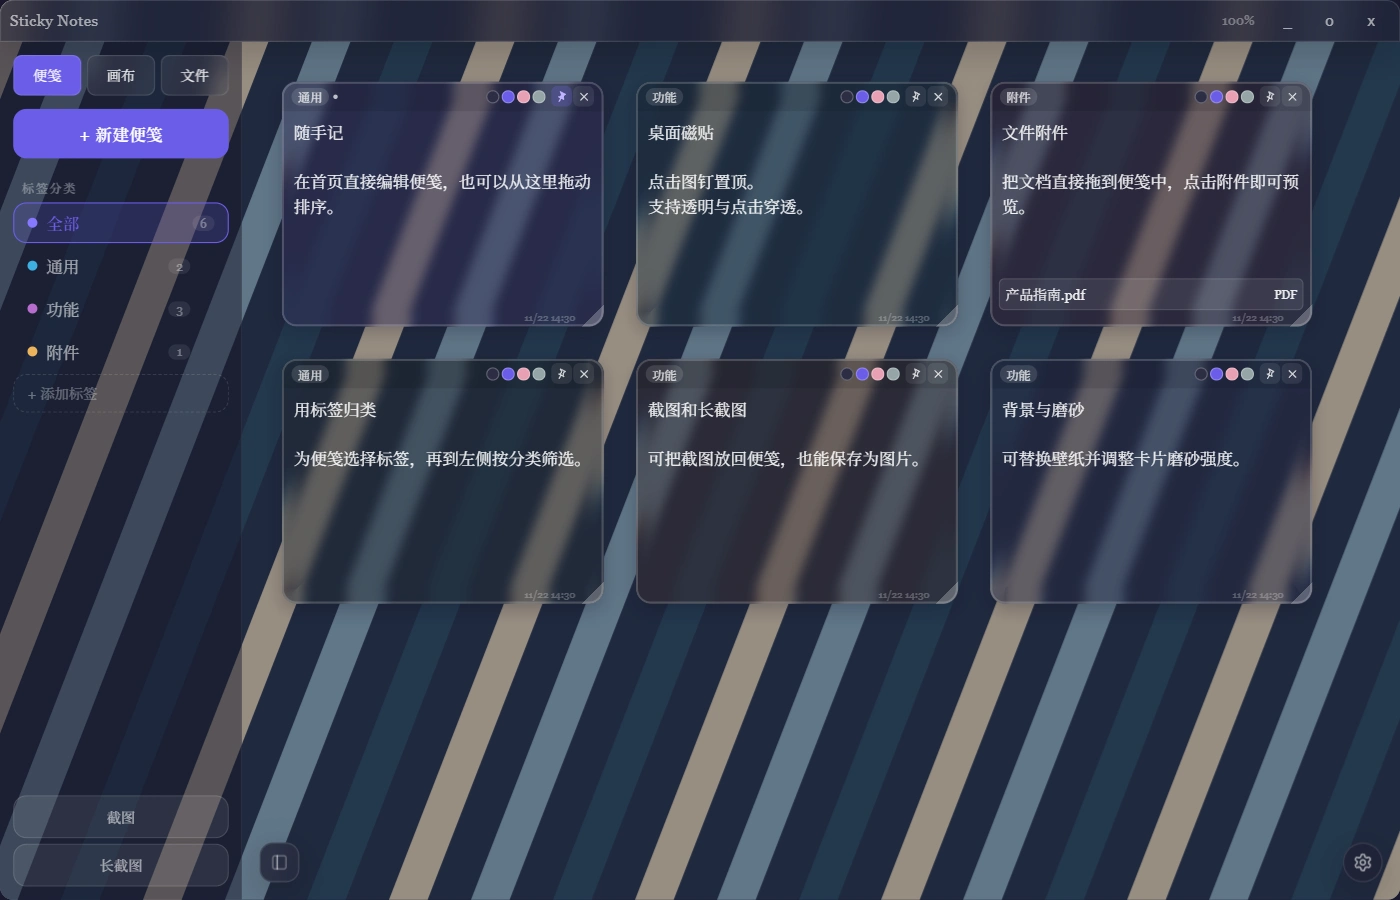 Sticky Notes
100%
_ o x
便笺 画布 文件
+ 新建便笺
标签分类
全部 6
通用 2
功能 3
附件 1
+ 添加标签
截图
长截图
通用
随手记
在首页直接编辑便笺，也可以从这里拖动
排序。
11/22 14:30
功能
桌面磁贴
点击图钉置顶。
支持透明与点击穿透。
11/22 14:30
附件
文件附件
把文档直接拖到便笺中，点击附件即可预
览。
产品指南.pdf PDF
11/22 14:30
通用
用标签归类
为便笺选择标签，再到左侧按分类筛选。
11/22 14:30
功能
截图和长截图
可把截图放回便笺，也能保存为图片。
11/22 14:30
功能
背景与磨砂
可替换壁纸并调整卡片磨砂强度。
11/22 14:30